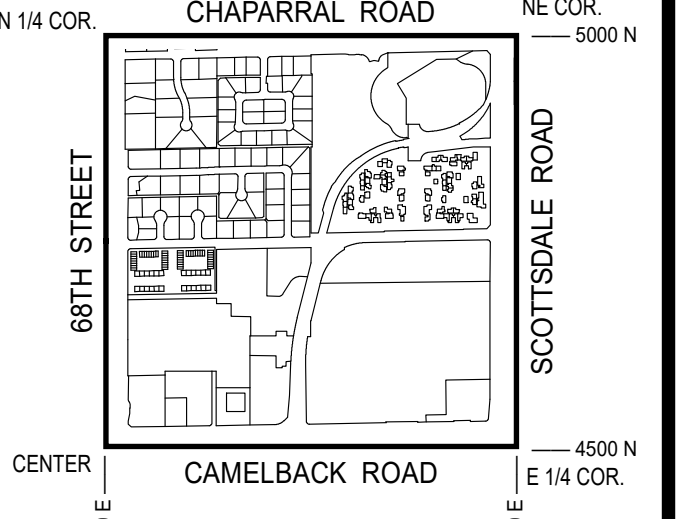 CHAPARRAL ROAD
N 1/4 COR.
NE COR.
5000 N
68TH STREET
SCOTTSDALE ROAD
4500 N
CENTER
CAMELBACK ROAD
E 1/4 COR.
E
E